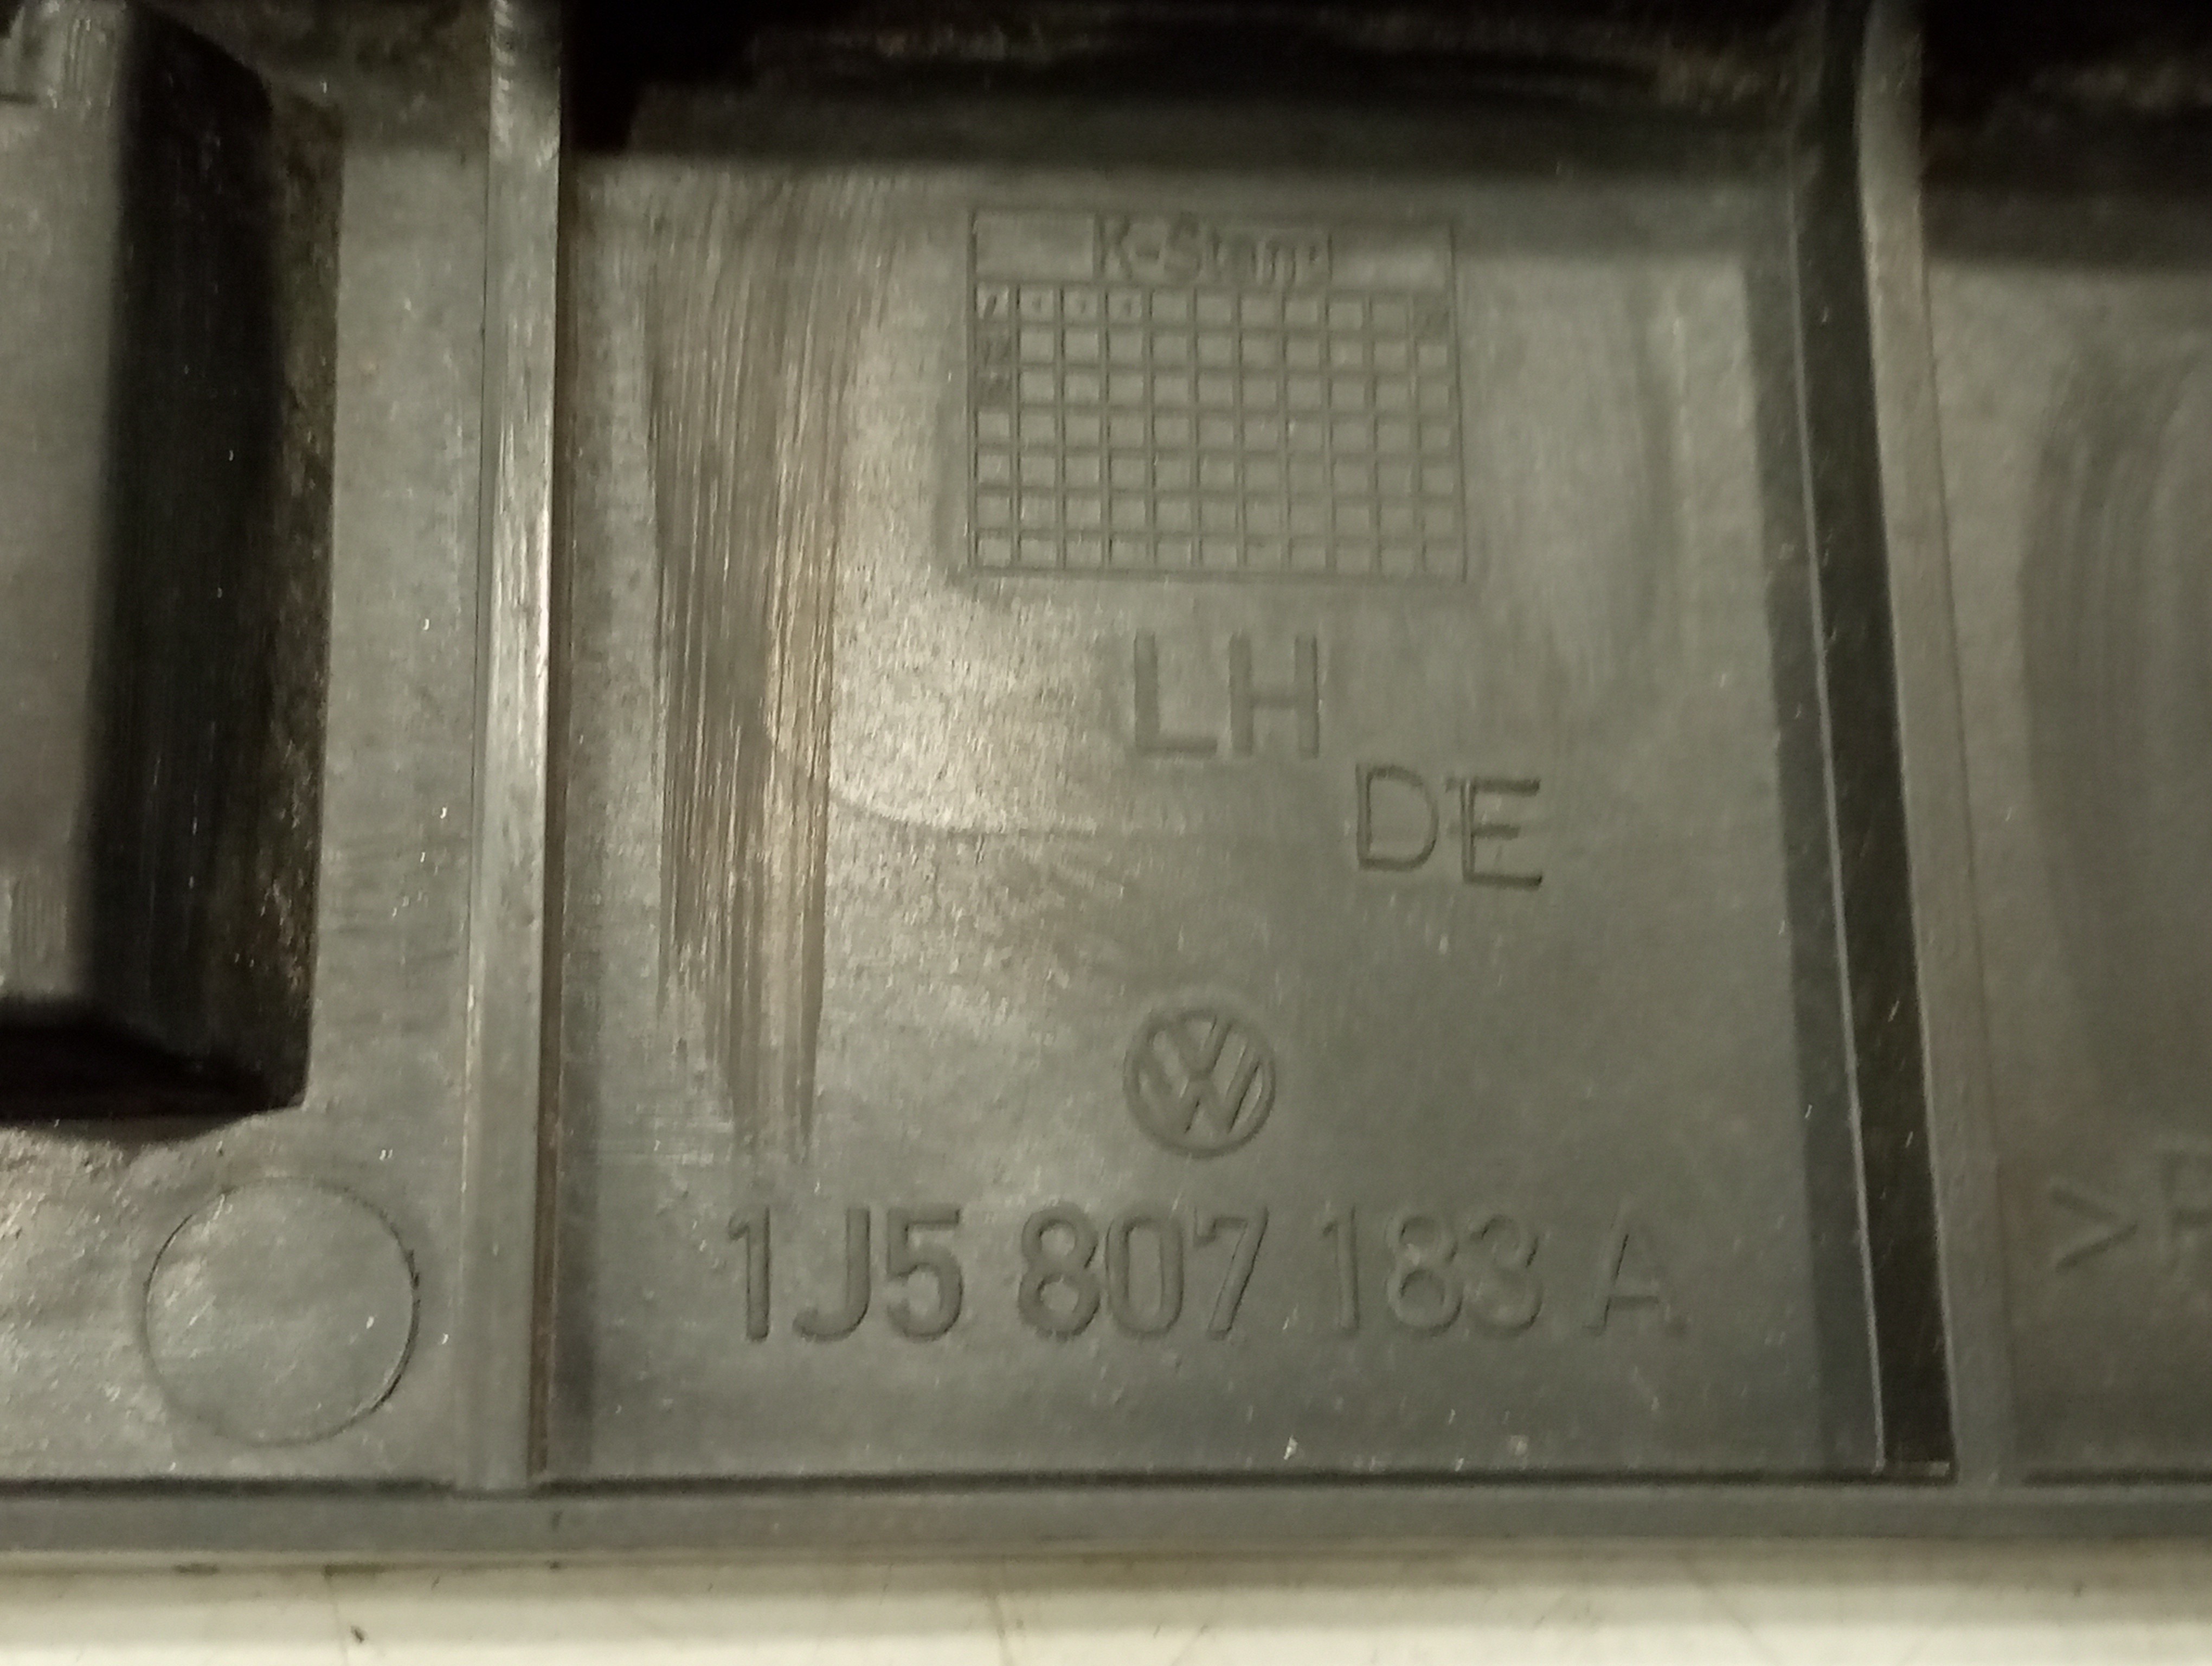 K-Stamp
LH
DE
1J5 807 183 A
>P